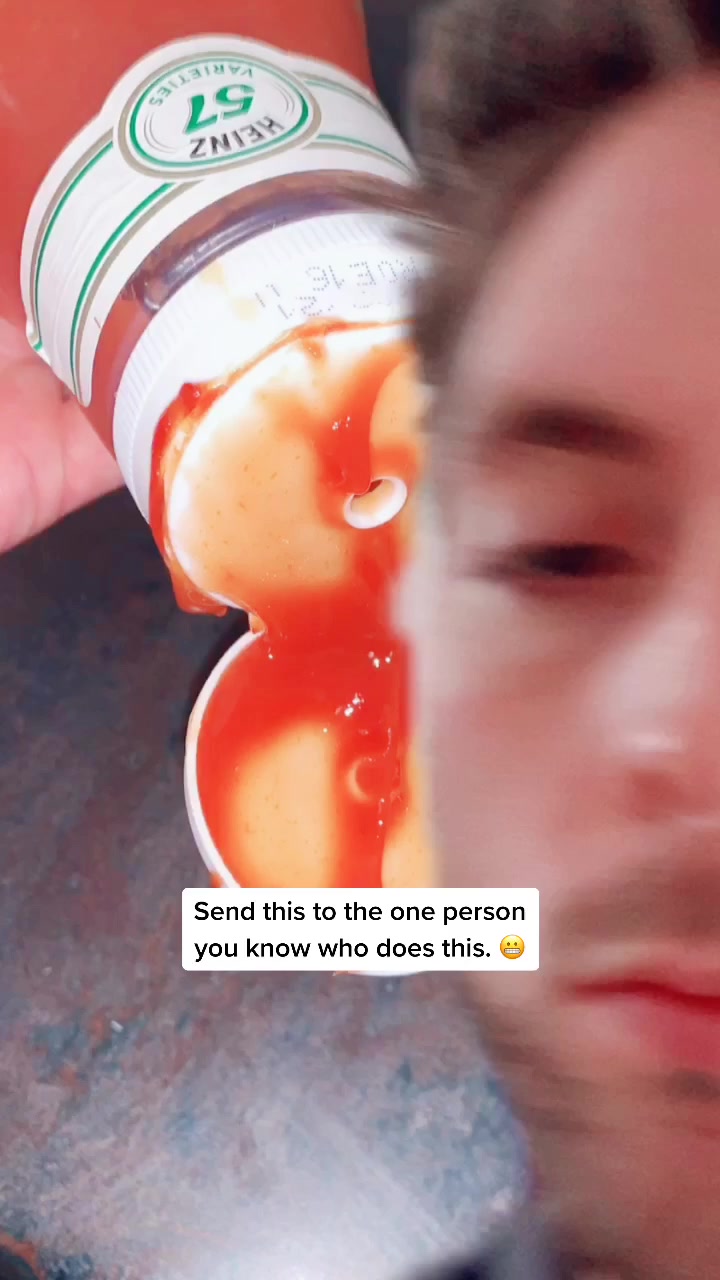 HEINZ
57
VARIETIES
Send this to the one person
you know who does this. 😬